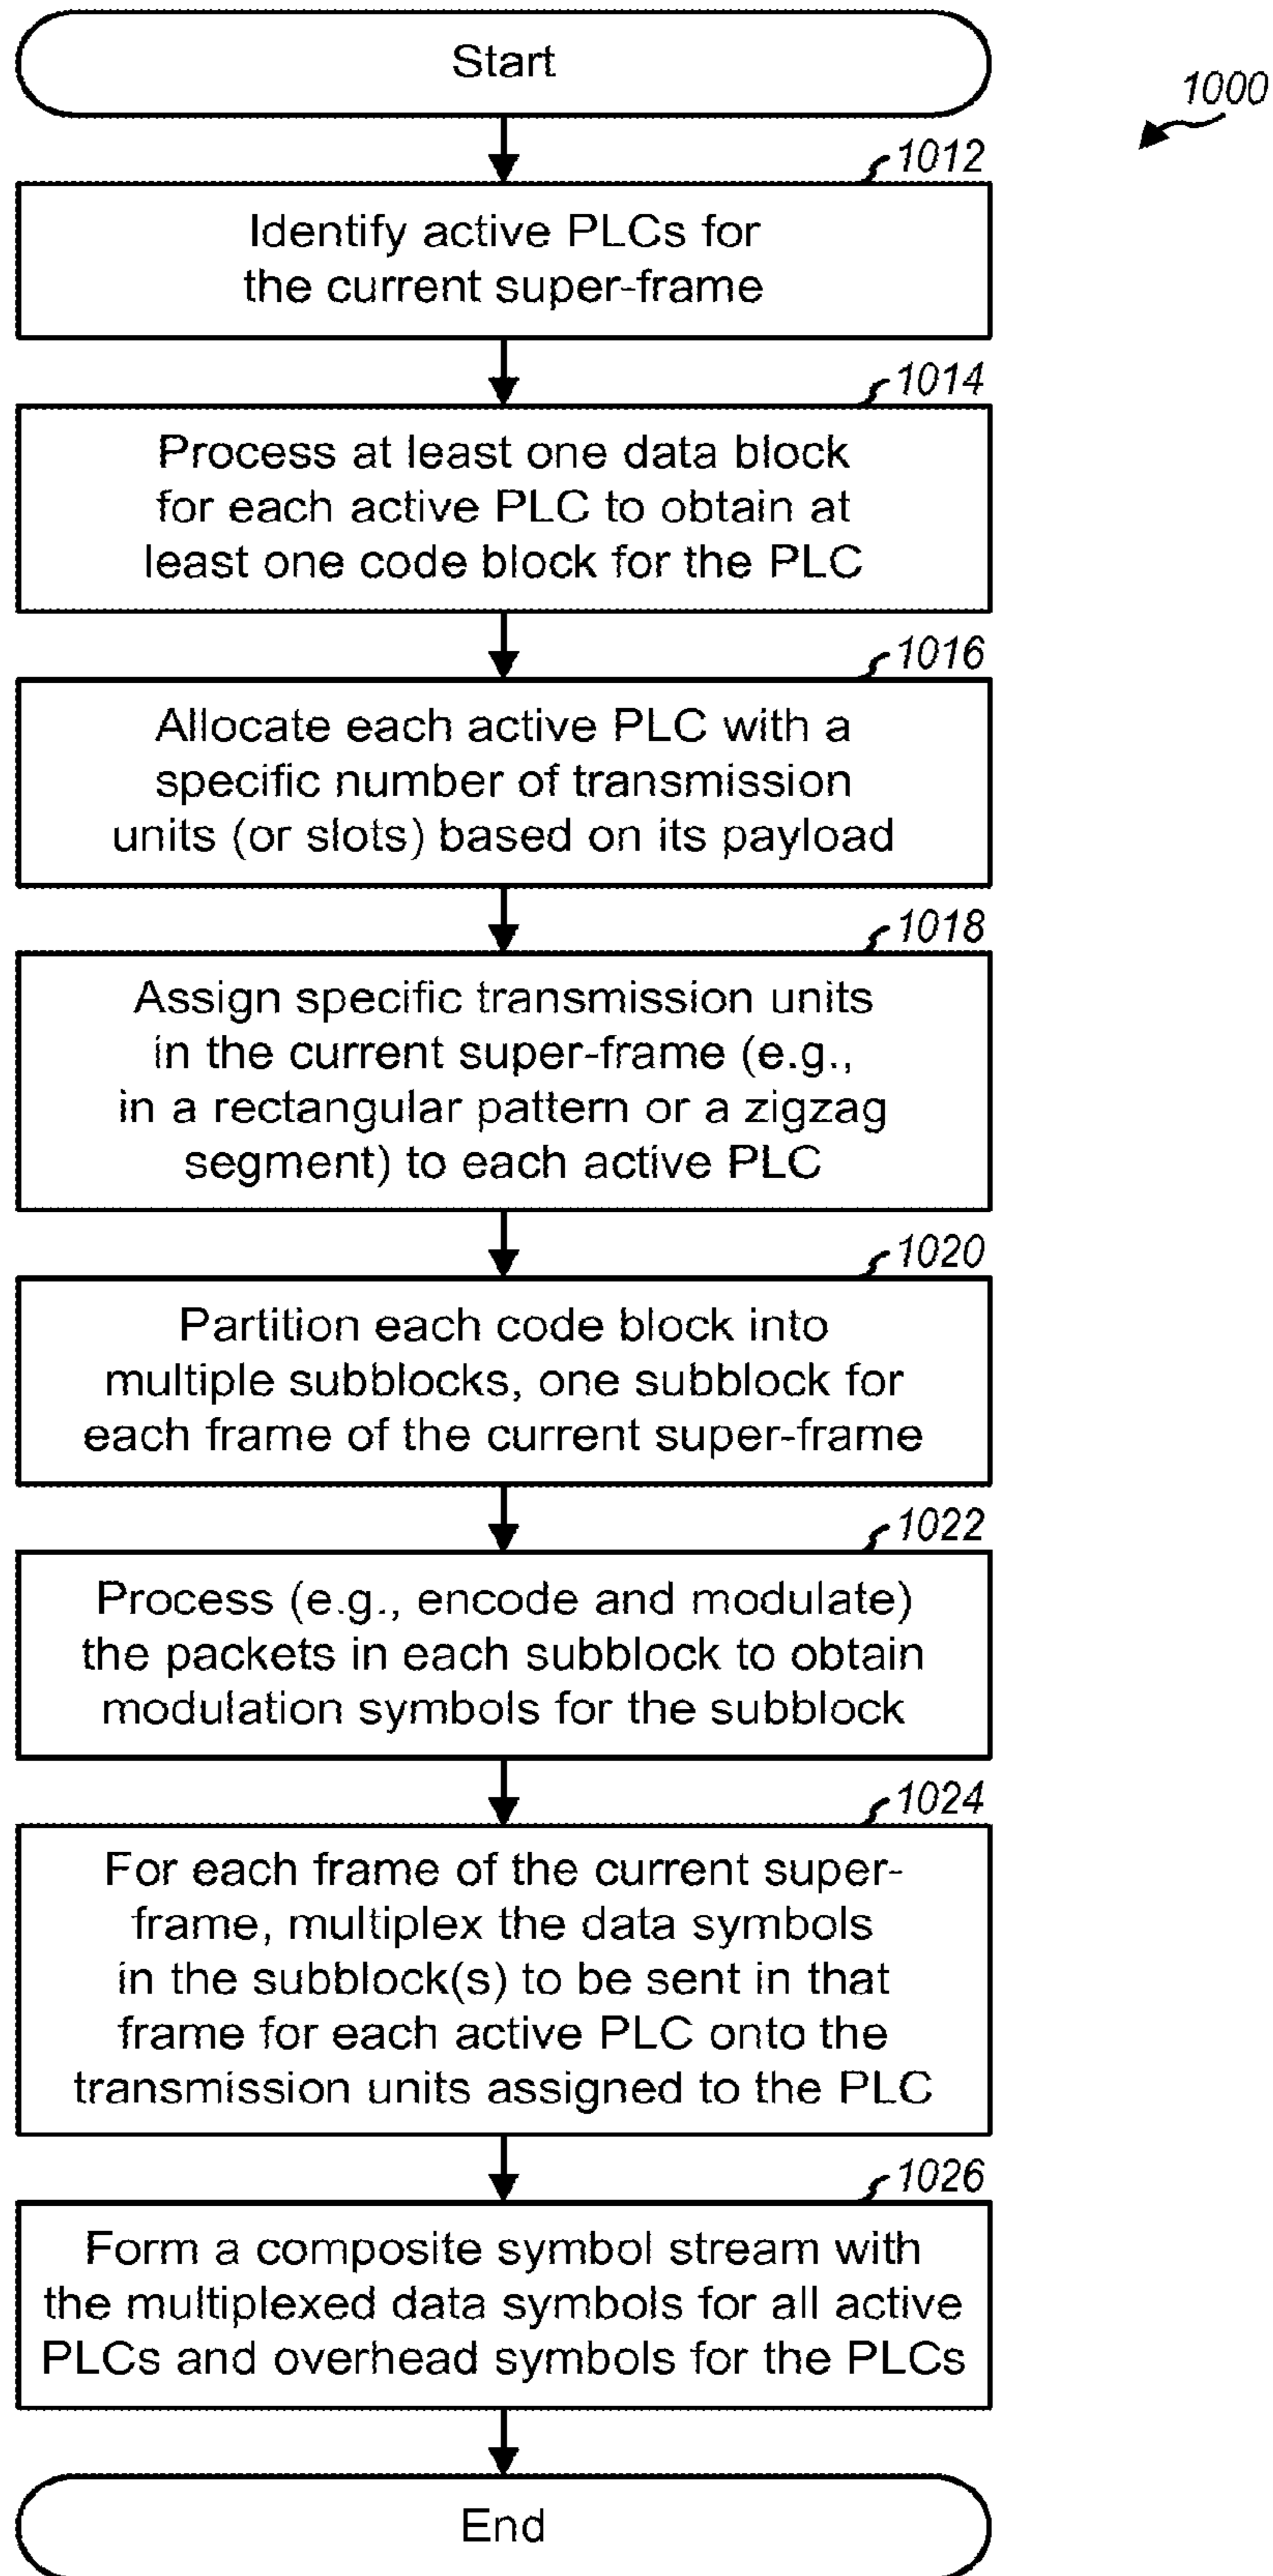 Start
1000
1012
Identify active PLCs for
the current super-frame
1014
Process at least one data block
for each active PLC to obtain at
least one code block for the PLC
1016
Allocate each active PLC with a
specific number of transmission
units (or slots) based on its payload
1018
Assign specific transmission units
in the current super-frame (e.g.,
in a rectangular pattern or a zigzag
segment) to each active PLC
1020
Partition each code block into
multiple subblocks, one subblock for
each frame of the current super-frame
1022
Process (e.g., encode and modulate)
the packets in each subblock to obtain
modulation symbols for the subblock
1024
For each frame of the current super-
frame, multiplex the data symbols
in the subblock(s) to be sent in that
frame for each active PLC onto the
transmission units assigned to the PLC
1026
Form a composite symbol stream with
the multiplexed data symbols for all active
PLCs and overhead symbols for the PLCs
End